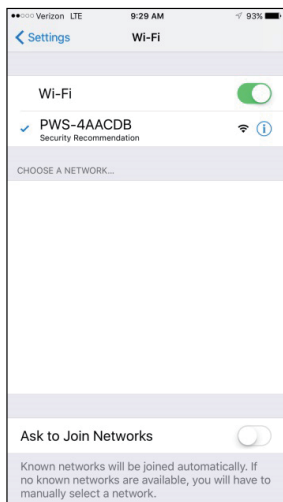 Verizon LTE 9:29 AM 93%
Settings Wi-Fi
Wi-Fi
PWS-4AACDB
Security Recommendation
CHOOSE A NETWORK...
Ask to Join Networks
Known networks will be joined automatically. If
no known networks are available, you will have to
manually select a network.